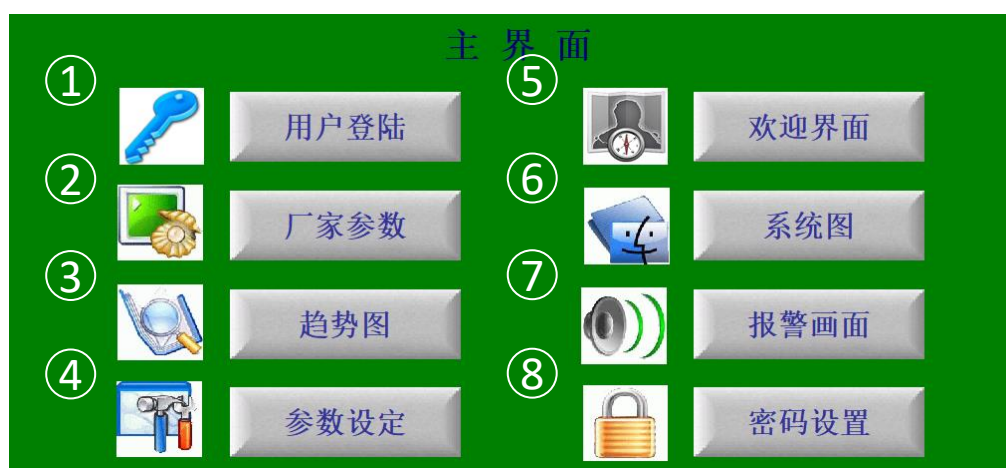 主 界 面
① 用户登陆
② 厂家参数
③ 趋势图
④ 参数设定
⑤ 欢迎界面
⑥ 系统图
⑦ 报警画面
⑧ 密码设置